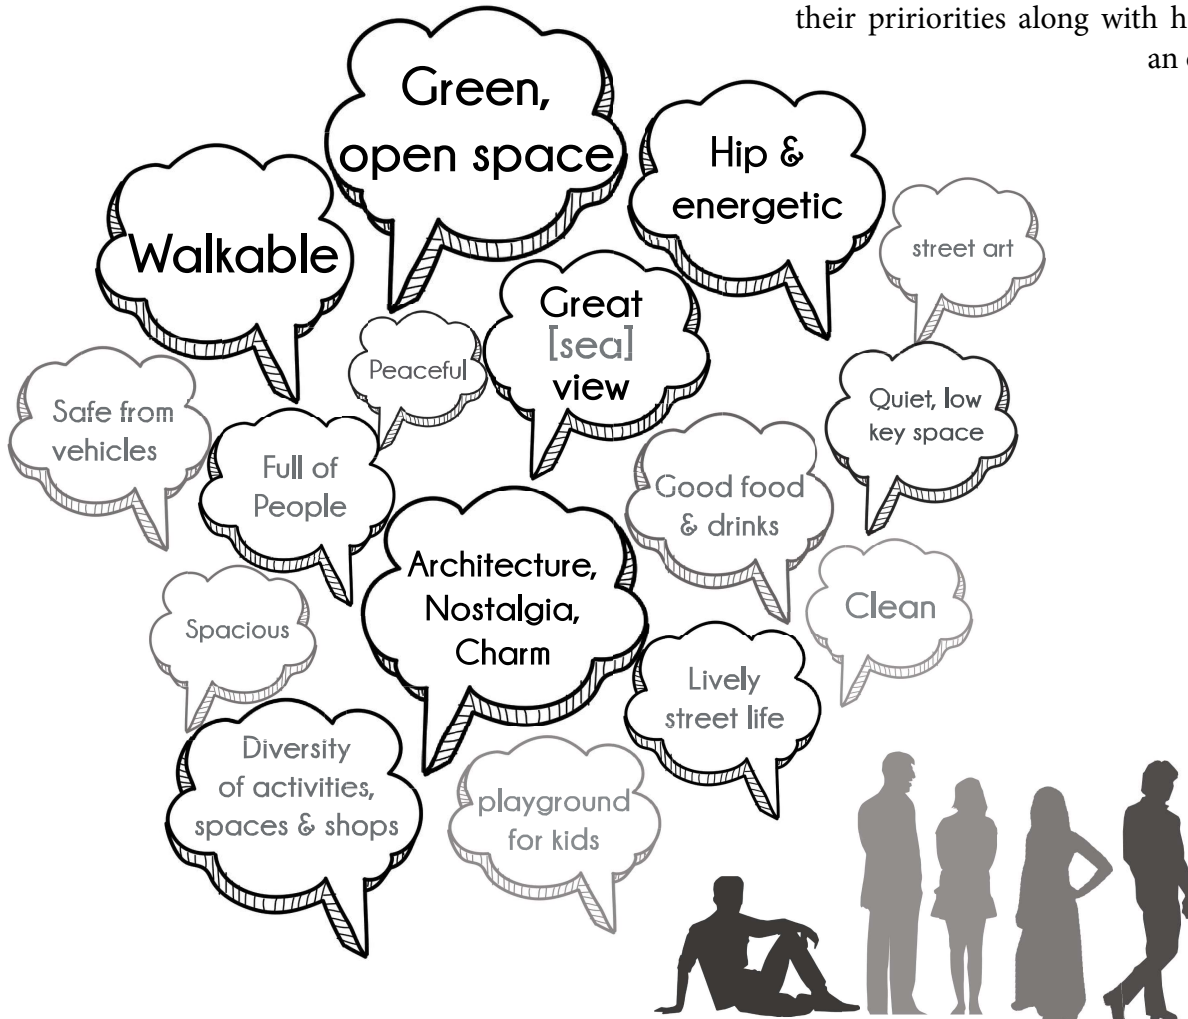 their pririorities along with h
an
Green,
open space
Hip &
energetic
Walkable
street art
Great
[sea]
view
Peaceful
Quiet, low
key space
Safe from
vehicles
Full of
People
Good food
& drinks
Architecture,
Nostalgia,
Charm
Clean
Spacious
Lively
street life
Diversity
of activities,
spaces & shops
playground
for kids